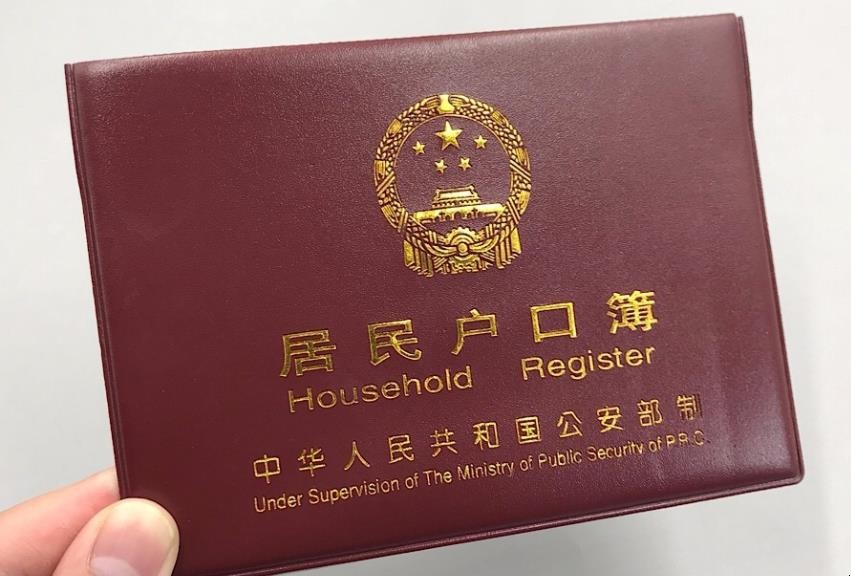 居民户口簿
Household Register
中华人民共和国公安部制
Under Supervision of The Ministry of Public Security of P.R.C.